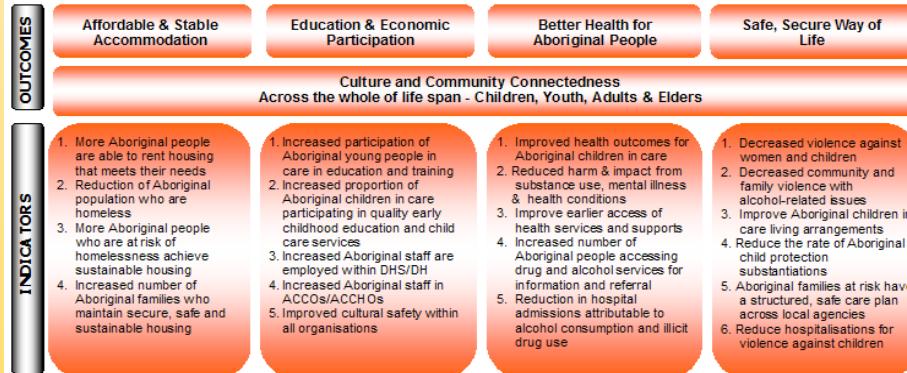 OUTCOMES
Affordable & Stable
Accommodation
Education & Economic
Participation
Better Health for
Aboriginal People
Safe, Secure Way of
Life
Culture and Community Connectedness
Across the whole of life span - Children, Youth, Adults & Elders
INDICATORS
1. More Aboriginal people
are able to rent housing
that meets their needs
2. Reduction of Aboriginal
population who are
homeless
3. More Aboriginal people
who are at risk of
homelessness achieve
sustainable housing
4. Increased number of
Aboriginal families who
maintain secure, safe and
sustainable housing
1. Increased participation of
Aboriginal young people in
care in education and training
2. Increased proportion of
Aboriginal children in care
participating in quality early
childhood education and child
care services
3. Increased Aboriginal staff are
employed within DHS/DH
4. Increased Aboriginal staff in
ACCOs/ACCHOs
5. Improved cultural safety within
all organisations
1. Improved health outcomes for
Aboriginal children in care
2. Reduced harm & impact from
substance use, mental illness
& health conditions
3. Improve earlier access of
health services and supports
4. Increased number of
Aboriginal people accessing
drug and alcohol services for
information and referral
5. Reduction in hospital
admissions attributable to
alcohol consumption and illicit
drug use
1. Decreased violence against
women and children
2. Decreased community and
family violence with
alcohol-related issues
3. Improve Aboriginal children in
care living arrangements
4. Reduce the rate of Aboriginal
child protection
substantiations
5. Aboriginal families at risk have
a structured, safe care plan
across local agencies
6. Reduce hospitalisations for
violence against children